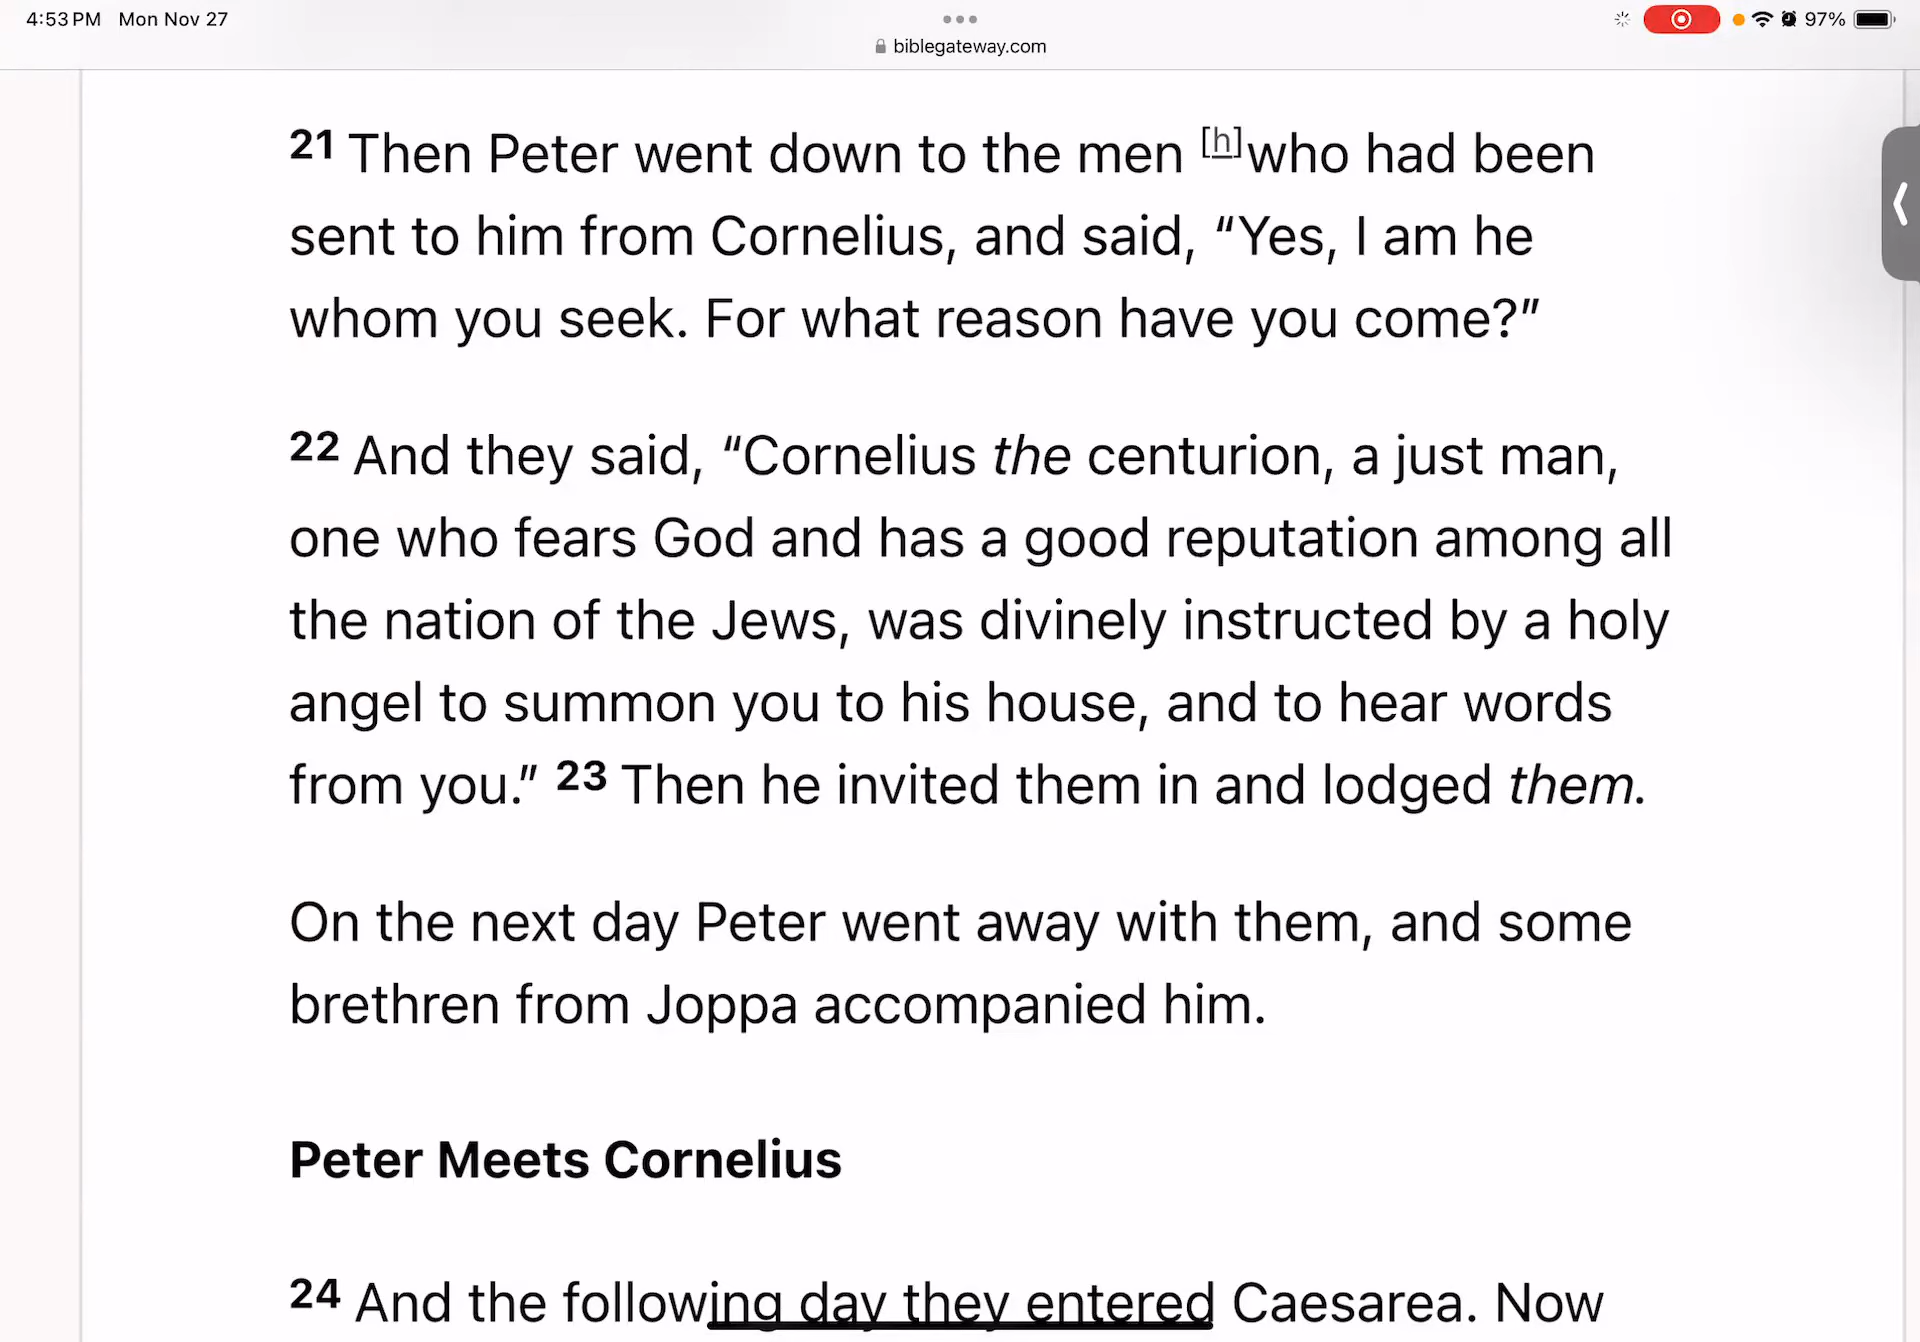 4:53 PM Mon Nov 27
97%
biblegateway.com
21 Then Peter went down to the men [h]who had been
sent to him from Cornelius, and said, “Yes, I am he
whom you seek. For what reason have you come?”
22 And they said, “Cornelius the centurion, a just man,
one who fears God and has a good reputation among all
the nation of the Jews, was divinely instructed by a holy
angel to summon you to his house, and to hear words
from you.” 23 Then he invited them in and lodged them.
On the next day Peter went away with them, and some
brethren from Joppa accompanied him.
Peter Meets Cornelius
24 And the following day they entered Caesarea. Now